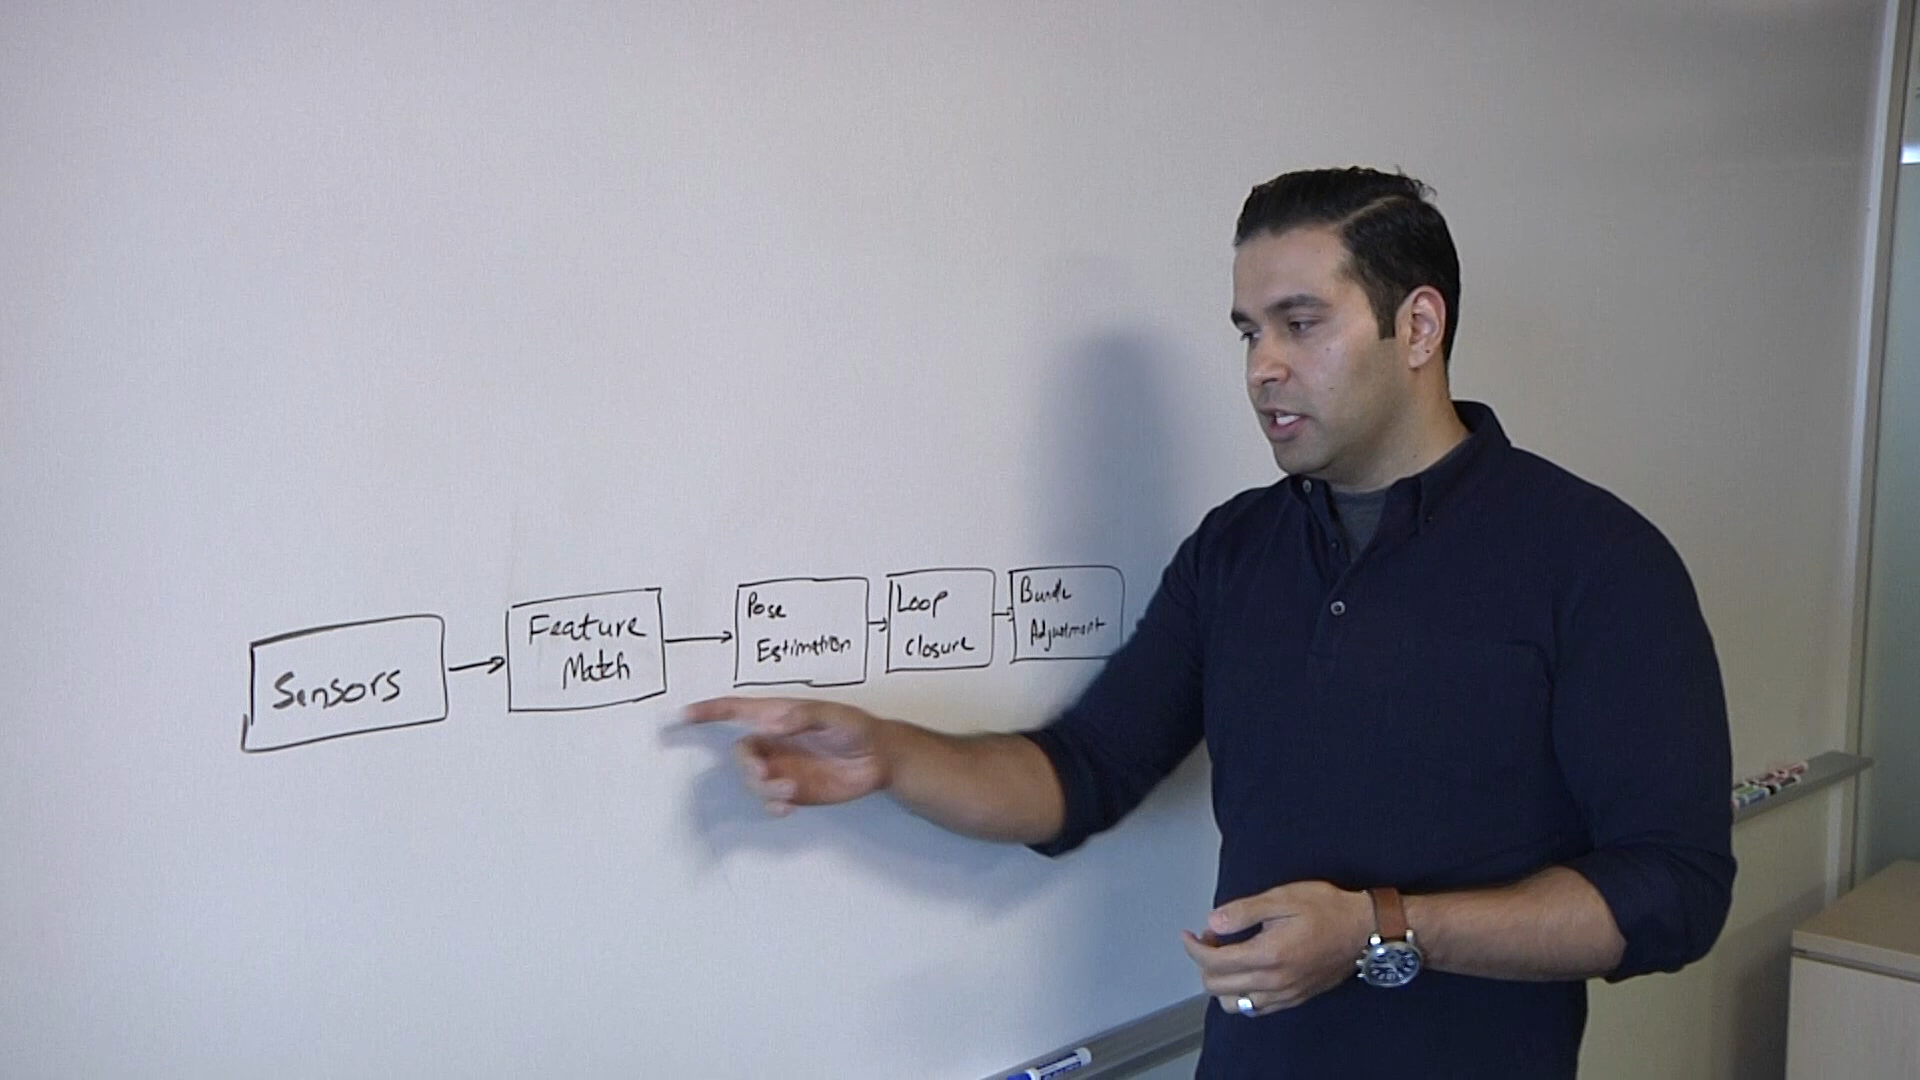 Sensors
Feature
Match
Pose
Estimation
Loop
Closure
Bundle
Adjustment